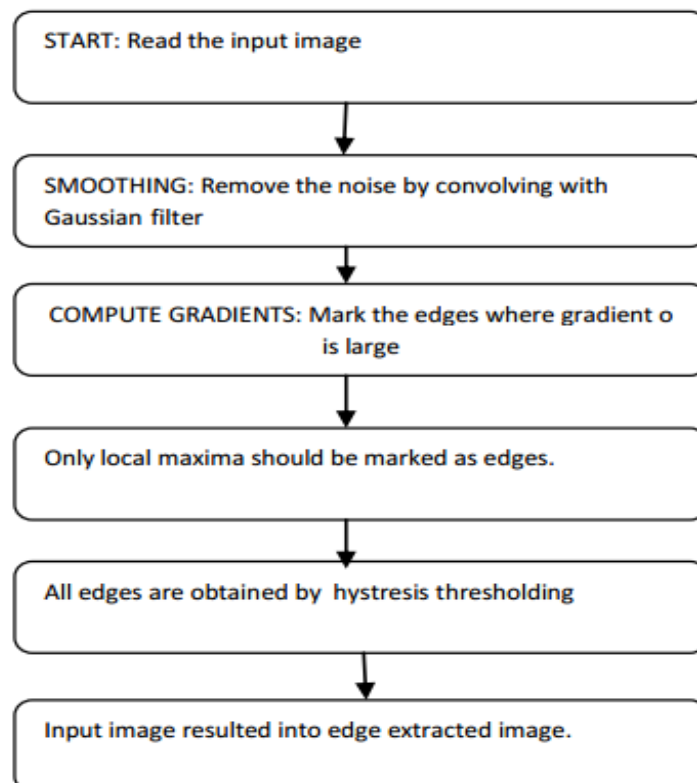 START: Read the input image
SMOOTHING: Remove the noise by convolving with
Gaussian filter
COMPUTE GRADIENTS: Mark the edges where gradient o
is large
Only local maxima should be marked as edges.
All edges are obtained by hystresis thresholding
Input image resulted into edge extracted image.